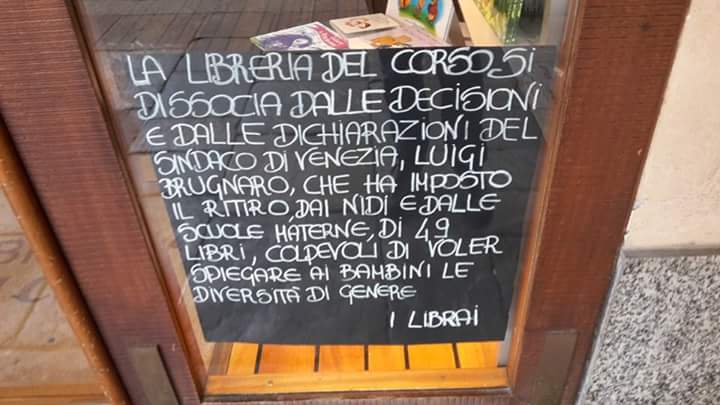 LA LIBRERIA DEL CORSO SI
DISSOCIA DALLE DECISIONI
E DALLE DICHIARAZIONI DEL
SINDACO DI VENEZIA, LUIGI
BRUGNARO, CHE HA IMPOSTO
IL RITIRO, DAI NIDI E DALLE
SCUOLE MATERNE, DI 49
LIBRI, COLPEVOLI DI VOLER
SPIEGARE AI BAMBINI LE
DIVERSITÀ DI GENERE
I LIBRAI